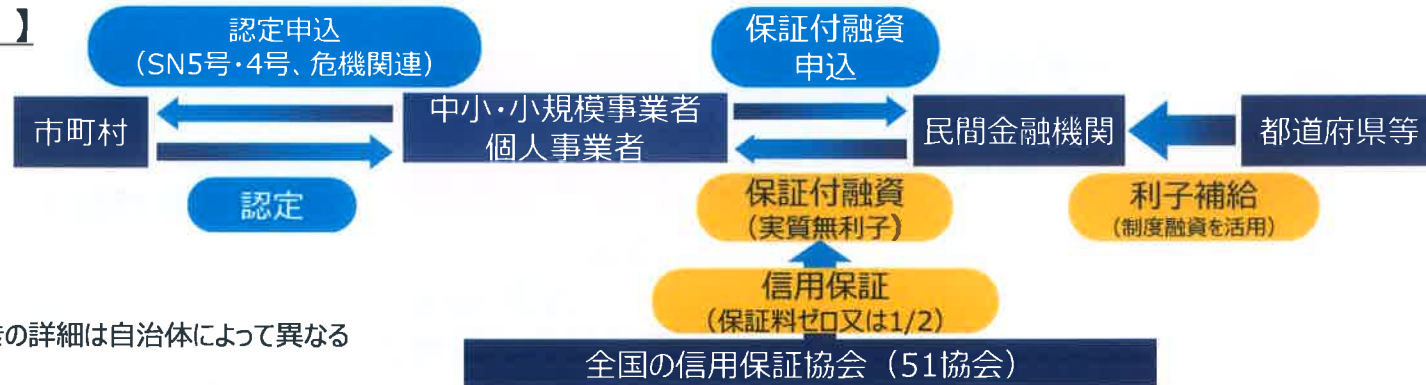 】
認定申込
(SN5号・4号、危機関連)
保証付融資
申込
市町村
中小・小規模事業者
個人事業者
民間金融機関
都道府県等
認定
保証付融資
(実質無利子)
利子補給
(制度融資を活用)
信用保証
(保証料ゼロ又は1/2)
の詳細は自治体によって異なる
全国の信用保証協会（51協会）